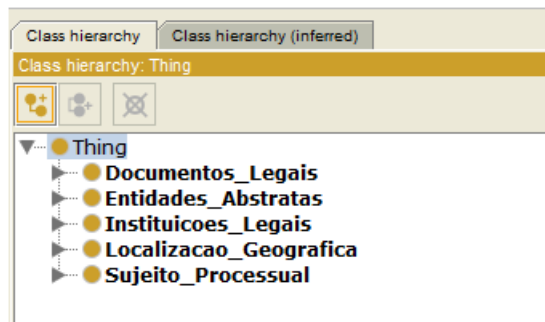 Class hierarchy Class hierarchy (inferred)
Class hierarchy: Thing
Thing
Documentos_Legais
Entidades_Abstratas
Instituicoes_Legais
Localizacao_Geografica
Sujeito_Processual